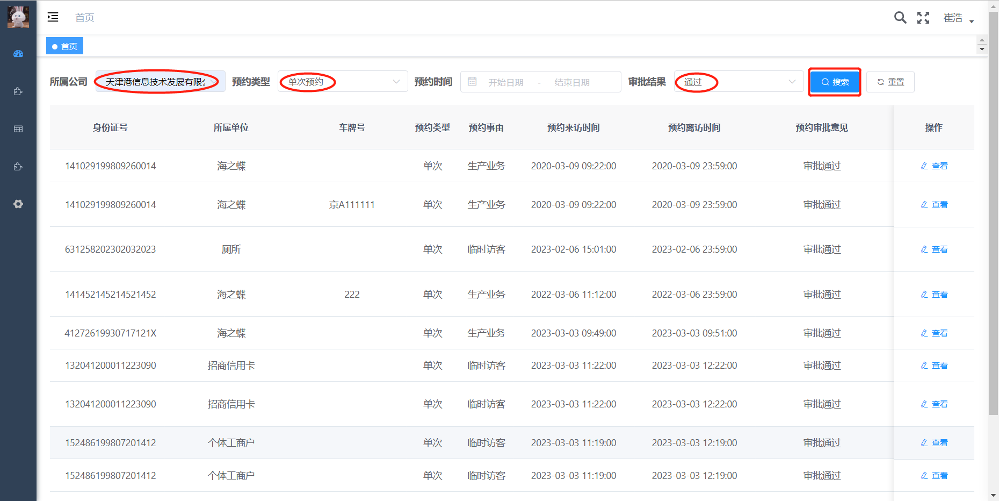 首页
崔浩
首页
所属公司 天津港信息技术发展有限公 预约类型 单次预约 预约时间 开始日期 - 结束日期 审批结果 通过 搜索 重置
身份证号 所属单位 车牌号 预约类型 预约事由 预约来访时间 预约离访时间 预约审批意见 操作
141029199809260014 海之蝶 单次 生产业务 2020-03-09 09:22:00 2020-03-09 23:59:00 审批通过 查看
141029199809260014 海之蝶 京A111111 单次 生产业务 2020-03-09 09:22:00 2020-03-09 23:59:00 审批通过 查看
631258202302032023 厕所 单次 临时访客 2023-02-06 15:01:00 2023-02-06 23:59:00 审批通过 查看
141452145214521452 海之蝶 222 单次 生产业务 2022-03-06 11:12:00 2022-03-06 23:59:00 审批通过 查看
41272619930717121X 海之蝶 单次 生产业务 2023-03-03 09:49:00 2023-03-03 09:51:00 审批通过 查看
132041200011223090 招商信用卡 单次 临时访客 2023-03-03 11:22:00 2023-03-03 12:22:00 审批通过 查看
132041200011223090 招商信用卡 单次 临时访客 2023-03-03 11:22:00 2023-03-03 12:22:00 审批通过 查看
152486199807201412 个体工商户 单次 临时访客 2023-03-03 11:19:00 2023-03-03 12:19:00 审批通过 查看
152486199807201412 个体工商户 单次 临时访客 2023-03-03 11:19:00 2023-03-03 12:19:00 审批通过 查看